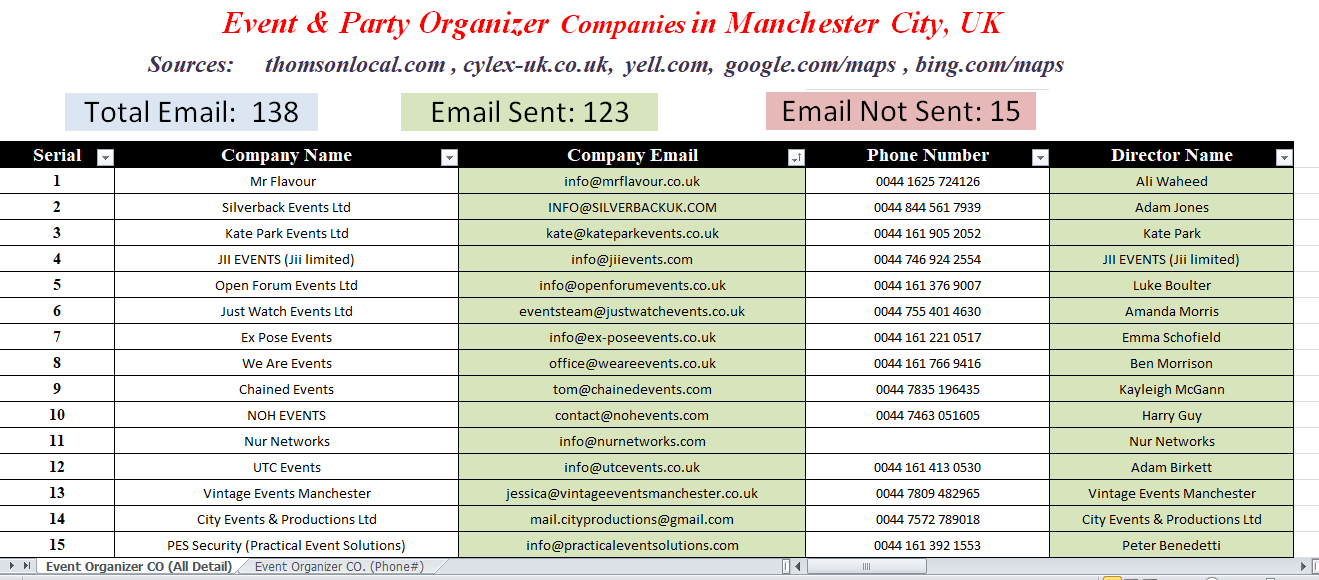 Event & Party Organizer Companies in Manchester City, UK
Sources: thomsonlocal.com , cylex-uk.co.uk, yell.com, google.com/maps , bing.com/maps
Total Email: 138 Email Sent: 123 Email Not Sent: 15
Serial Company Name Company Email Phone Number Director Name
1 Mr Flavour info@mrflavour.co.uk 0044 1625 724126 Ali Waheed
2 Silverback Events Ltd INFO@SILVERBACKUK.COM 0044 844 561 7939 Adam Jones
3 Kate Park Events Ltd kate@kateparkevents.co.uk 0044 161 905 2052 Kate Park
4 JII EVENTS (Jii limited) info@jiievents.com 0044 746 924 2554 JII EVENTS (Jii limited)
5 Open Forum Events Ltd info@openforumevents.co.uk 0044 161 376 9007 Luke Boulter
6 Just Watch Events Ltd eventsteam@justwatchevents.co.uk 0044 755 401 4630 Amanda Morris
7 Ex Pose Events info@ex-poseevents.co.uk 0044 161 221 0517 Emma Schofield
8 We Are Events office@weareevents.co.uk 0044 161 766 9416 Ben Morrison
9 Chained Events tom@chainedevents.com 0044 7835 196435 Kayleigh McGann
10 NOH EVENTS contact@nohevents.com 0044 7463 051605 Harry Guy
11 Nur Networks info@nurnetworks.com Nur Networks
12 UTC Events info@utcevents.co.uk 0044 161 413 0530 Adam Birkett
13 Vintage Events Manchester jessica@vintageeventsmanchester.co.uk 0044 7809 482965 Vintage Events Manchester
14 City Events & Productions Ltd mail.cityproductions@gmail.com 0044 7572 789018 City Events & Productions Ltd
15 PES Security (Practical Event Solutions) info@practicaleventsolutions.com 0044 161 392 1553 Peter Benedetti
Event Organizer CO (All Detail) Event Organizer CO. (Phone#)